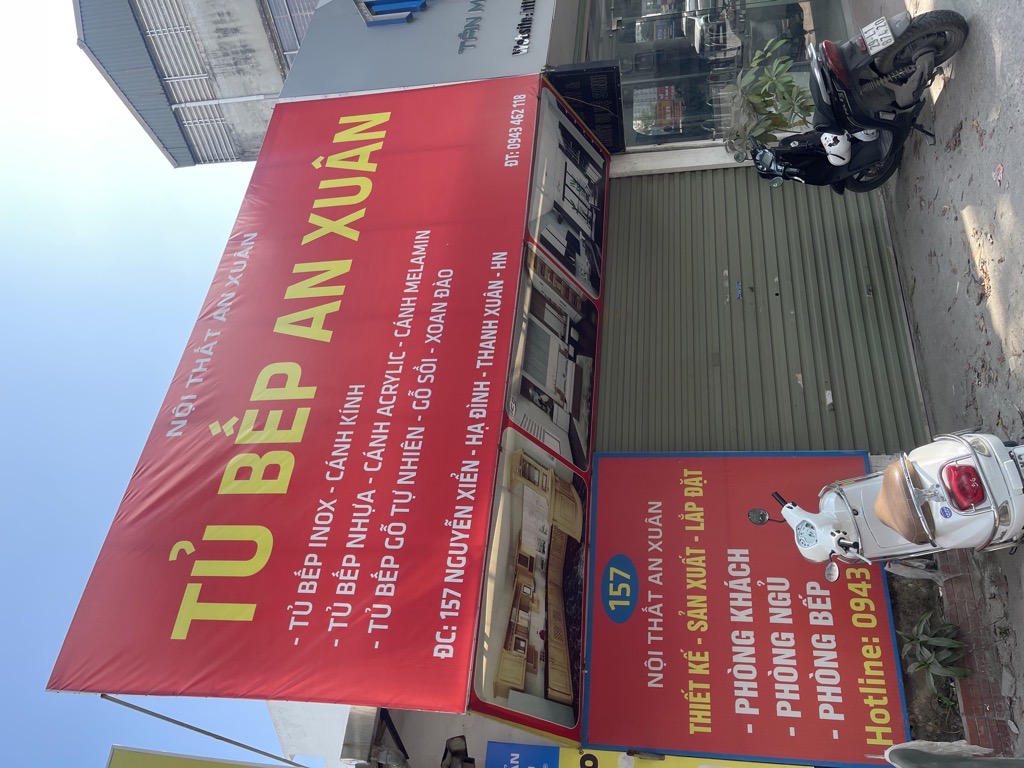 NỘI THẤT AN XUÂN
TỦ BẾP AN XUÂN
- TỦ BẾP INOX - CÁNH KÍNH
- TỦ BẾP NHỰA - CÁNH ACRYLIC - CÁNH MELAMIN
- TỦ BẾP GỖ TỰ NHIÊN - GỖ SỒI - XOAN ĐÀO
ĐC: 157 NGUYỄN XIỂN - HẠ ĐÌNH - THANH XUÂN - HN
ĐT: 0943 462 118
157
NỘI THẤT AN XUÂN
THIẾT KẾ - SẢN XUẤT - LẮP ĐẶT
- PHÒNG KHÁCH
- PHÒNG NGỦ
- PHÒNG BẾP
Hotline: 0943
TÂN M